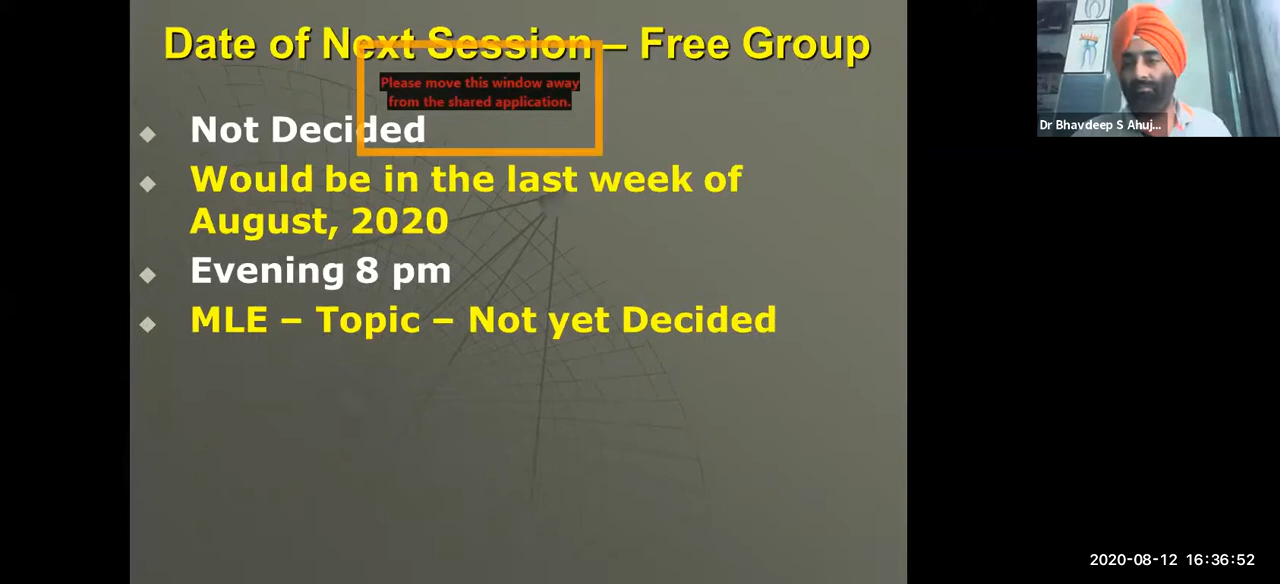 Date of Next Session – Free Group
Please move this window away
from the shared application.
Not Decided
Would be in the last week of
August, 2020
Evening 8 pm
MLE – Topic – Not yet Decided
Dr Bhavdeep S Ahuj...
2020-08-12 16:36:52